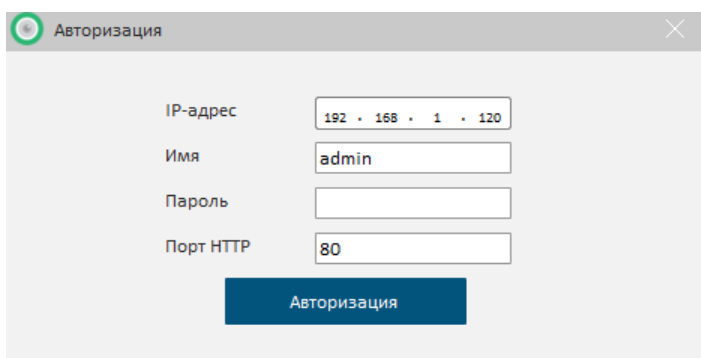 Авторизация
IP-адрес 192 . 168 . 1 . 120
Имя admin
Пароль
Порт HTTP 80
Авторизация